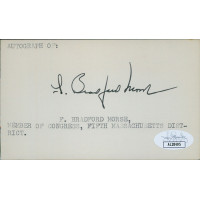 AUTOGRAPH OF:
F. Bradford Morse
F. BRADFORD MORSE,
MEMBER OF CONGRESS, FIFTH MASSACHUSETTS DIST-
RICT.